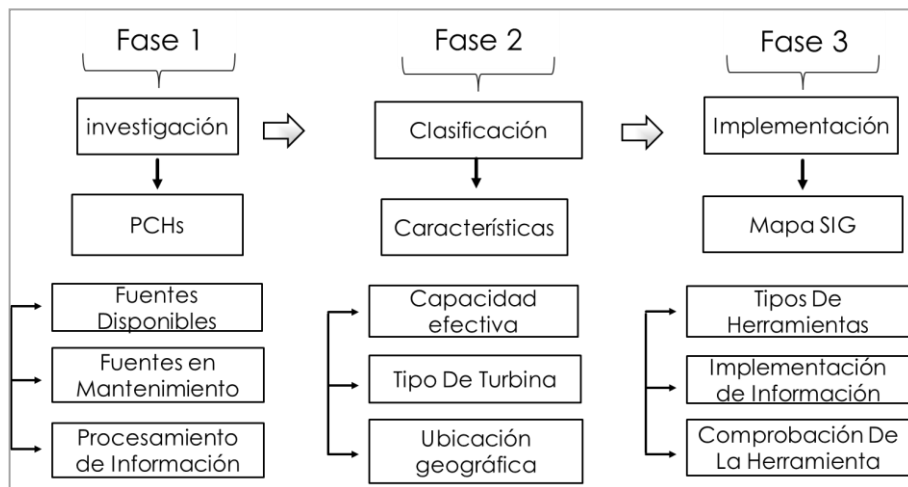 Fase 1
Fase 2
Fase 3
investigación
Clasificación
Implementación
PCHs
Características
Mapa SIG
Fuentes
Disponibles
Capacidad
efectiva
Tipos De
Herramientas
Fuentes en
Mantenimiento
Tipo De Turbina
Implementación
de Información
Procesamiento
de Información
Ubicación
geográfica
Comprobación De
La Herramienta